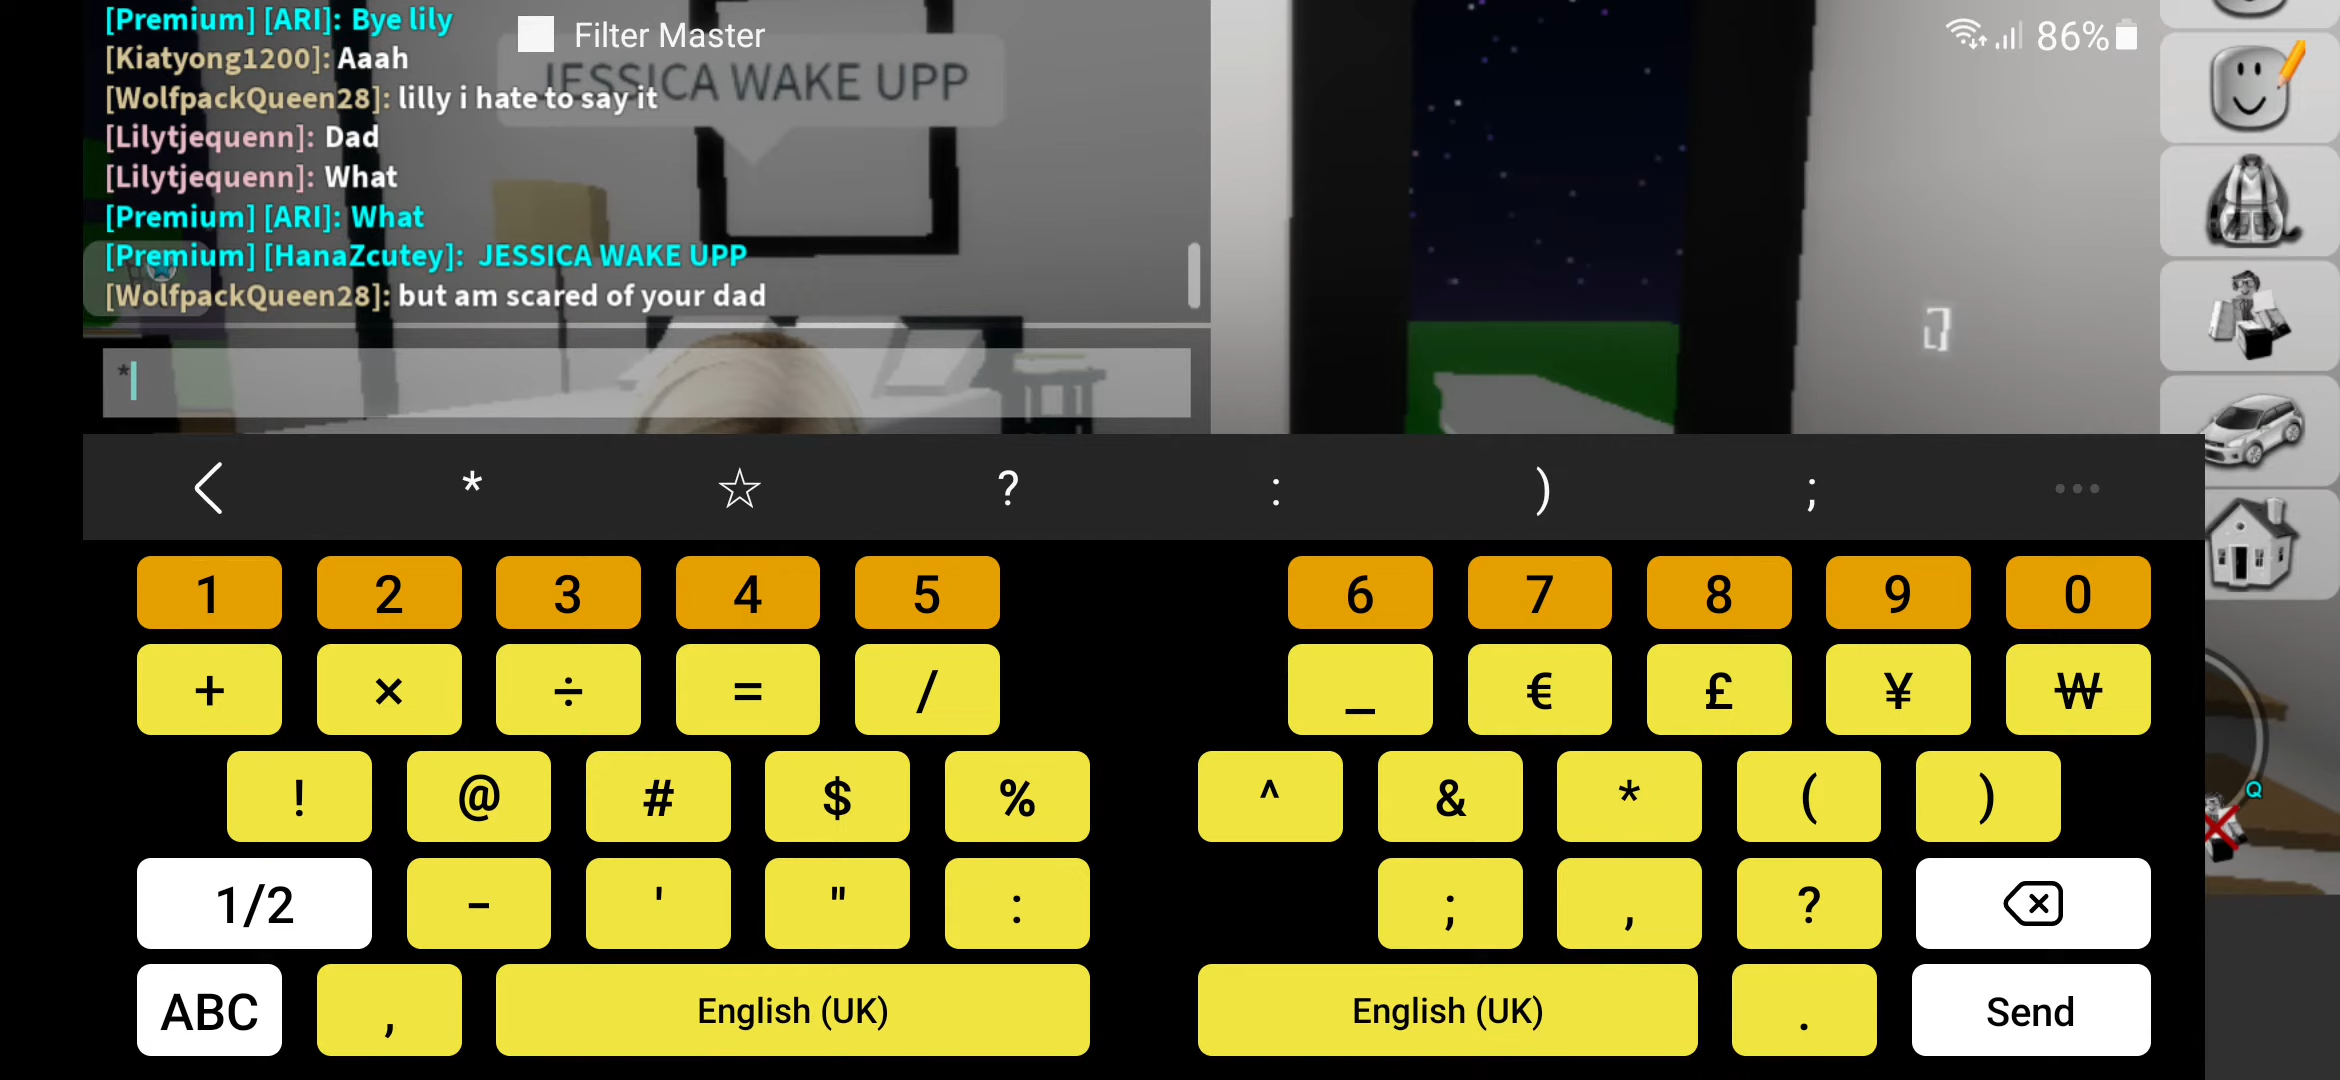 [Premium] [ARI]: Bye lily
Filter Master
86%
[Kiatyong1200]: Aaah
JESSICA WAKE UPP
[WolfpackQueen28]: lilly i hate to say it
[Lilytjequenn]: Dad
[Lilytjequenn]: What
[Premium] [ARI]: What
[Premium] [HanaZcutey]: JESSICA WAKE UPP
[WolfpackQueen28]: but am scared of your dad
*
* ☆ ? : ) ; ...
1 2 3 4 5 6 7 8 9 0
+ × ÷ = / _ € £ ¥ ₩
! @ # $ % ^ & * ( )
Q
1/2 - ' " : ; , ?
ABC , English (UK) English (UK) . Send